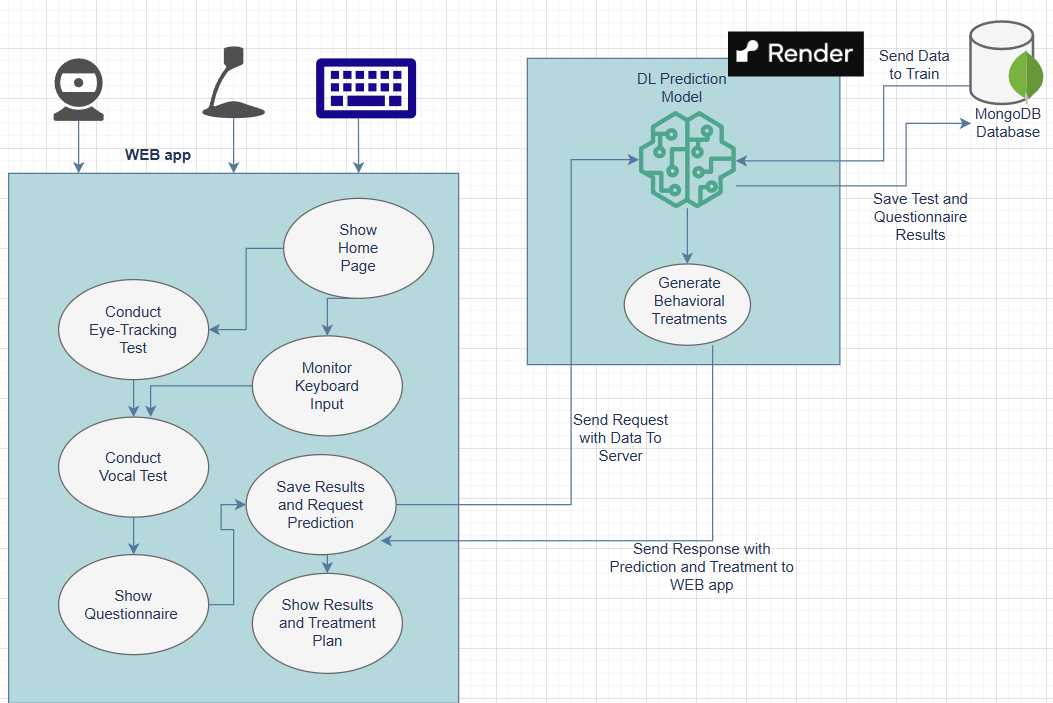 Render
Send Data
to Train
DL Prediction
Model
MongoDB
Database
WEB app
Save Test and
Questionnaire
Results
Show
Home
Page
Generate
Behavioral
Treatments
Conduct
Eye-Tracking
Test
Monitor
Keyboard
Input
Send Request
with Data To
Server
Conduct
Vocal Test
Save Results
and Request
Prediction
Send Response with
Prediction and Treatment to
WEB app
Show
Questionnaire
Show Results
and Treatment
Plan